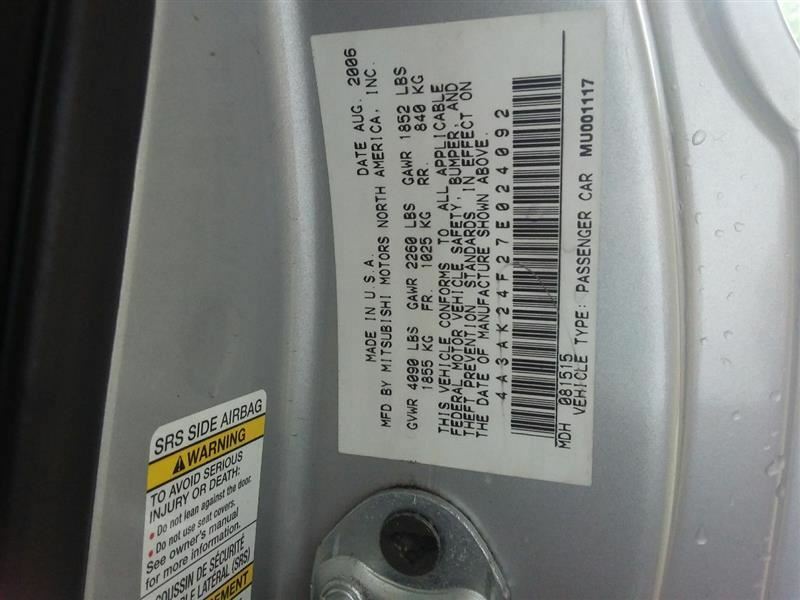 MADE IN U.S.A. DATE AUG. 2006
MFD BY MITSUBISHI MOTORS NORTH AMERICA, INC.
GVWR 4090 LBS GAWR 2260 LBS GAWR 1852 LBS
1855 KG FR. 1025 KG RR. 840 KG
THIS VEHICLE CONFORMS TO ALL APPLICABLE
FEDERAL MOTOR VEHICLE SAFETY, BUMPER, AND
THEFT PREVENTION STANDARDS IN EFFECT ON
THE DATE OF MANUFACTURE SHOWN ABOVE.
4A3AK24F27E024092
MDH 081515
VEHICLE TYPE: PASSENGER CAR MU001117
SRS SIDE AIRBAG
WARNING
TO AVOID SERIOUS
INJURY OR DEATH:
• Do not lean against the door.
• Do not use seat covers.
See owner's manual
for more information.
COUSSIN DE SÉCURITÉ
LATÉRAL (SRS)